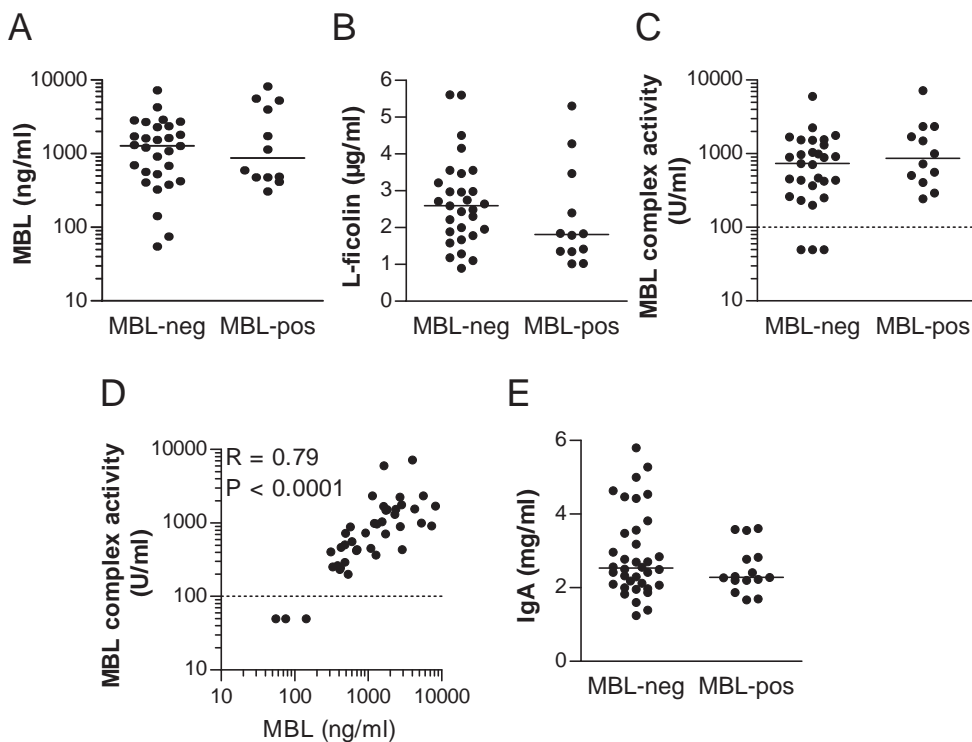 A
MBL (ng/ml)
10000
1000
100
10
MBL-neg MBL-pos
B
L-ficolin (µg/ml)
6
5
4
3
2
1
0
MBL-neg MBL-pos
C
MBL complex activity
(U/ml)
10000
1000
100
10
MBL-neg MBL-pos
D
MBL complex activity
(U/ml)
10000
1000
100
10
R = 0.79
P < 0.0001
10 100 1000 10000
MBL (ng/ml)
E
IgA (mg/ml)
6
4
2
0
MBL-neg MBL-pos